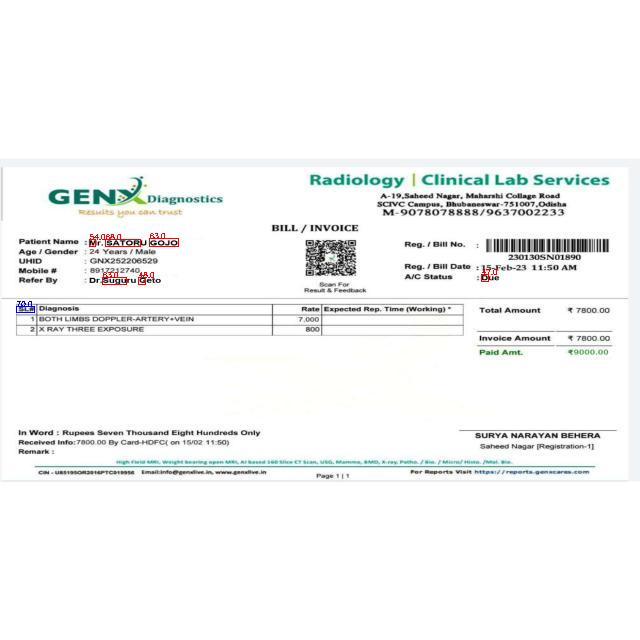 GENX Diagnostics
Results you can trust
Radiology | Clinical Lab Services
A-19,Saheed Nagar, Maharshi Collage Road
SCIVC Campus, Bhubaneswar-751007,Odisha
M-9078078888/9637002233
BILL / INVOICE
Patient Name : Mr. SATORU GOJO
Age / Gender : 24 Years / Male
UHID : GNX252206529
Mobile # : 8917212740
Refer By : Dr.Suguru Geto
Scan For
Result & Feedback
Reg. / Bill No. :
230130SN01890
Reg. / Bill Date : 15-Feb-23 11:50 AM
A/C Status : Due
SL# Diagnosis Rate Expected Rep. Time (Working) *
1 BOTH LIMBS DOPPLER-ARTERY+VEIN 7,000
2 X RAY THREE EXPOSURE 800
Total Amount ₹ 7800.00
Invoice Amount ₹ 7800.00
Paid Amt. ₹9000.00
In Word : Rupees Seven Thousand Eight Hundreds Only
Received Info:7800.00 By Card-HDFC( on 15/02 11:50)
Remark :
SURYA NARAYAN BEHERA
Saheed Nagar [Registration-1]
High Field MRI, Weight bearing open MRI, AI based 160 Slice CT Scan, USG, Mammo, BMD, X-ray, Patho. / Bio. / Micro/ Histo. /Mol. Bio.
CIN - U85195OR2016PTC019956 Email:info@genxlive.in, www.genxlive.in
For Reports Visit https://reports.genxcares.com
Page 1 | 1